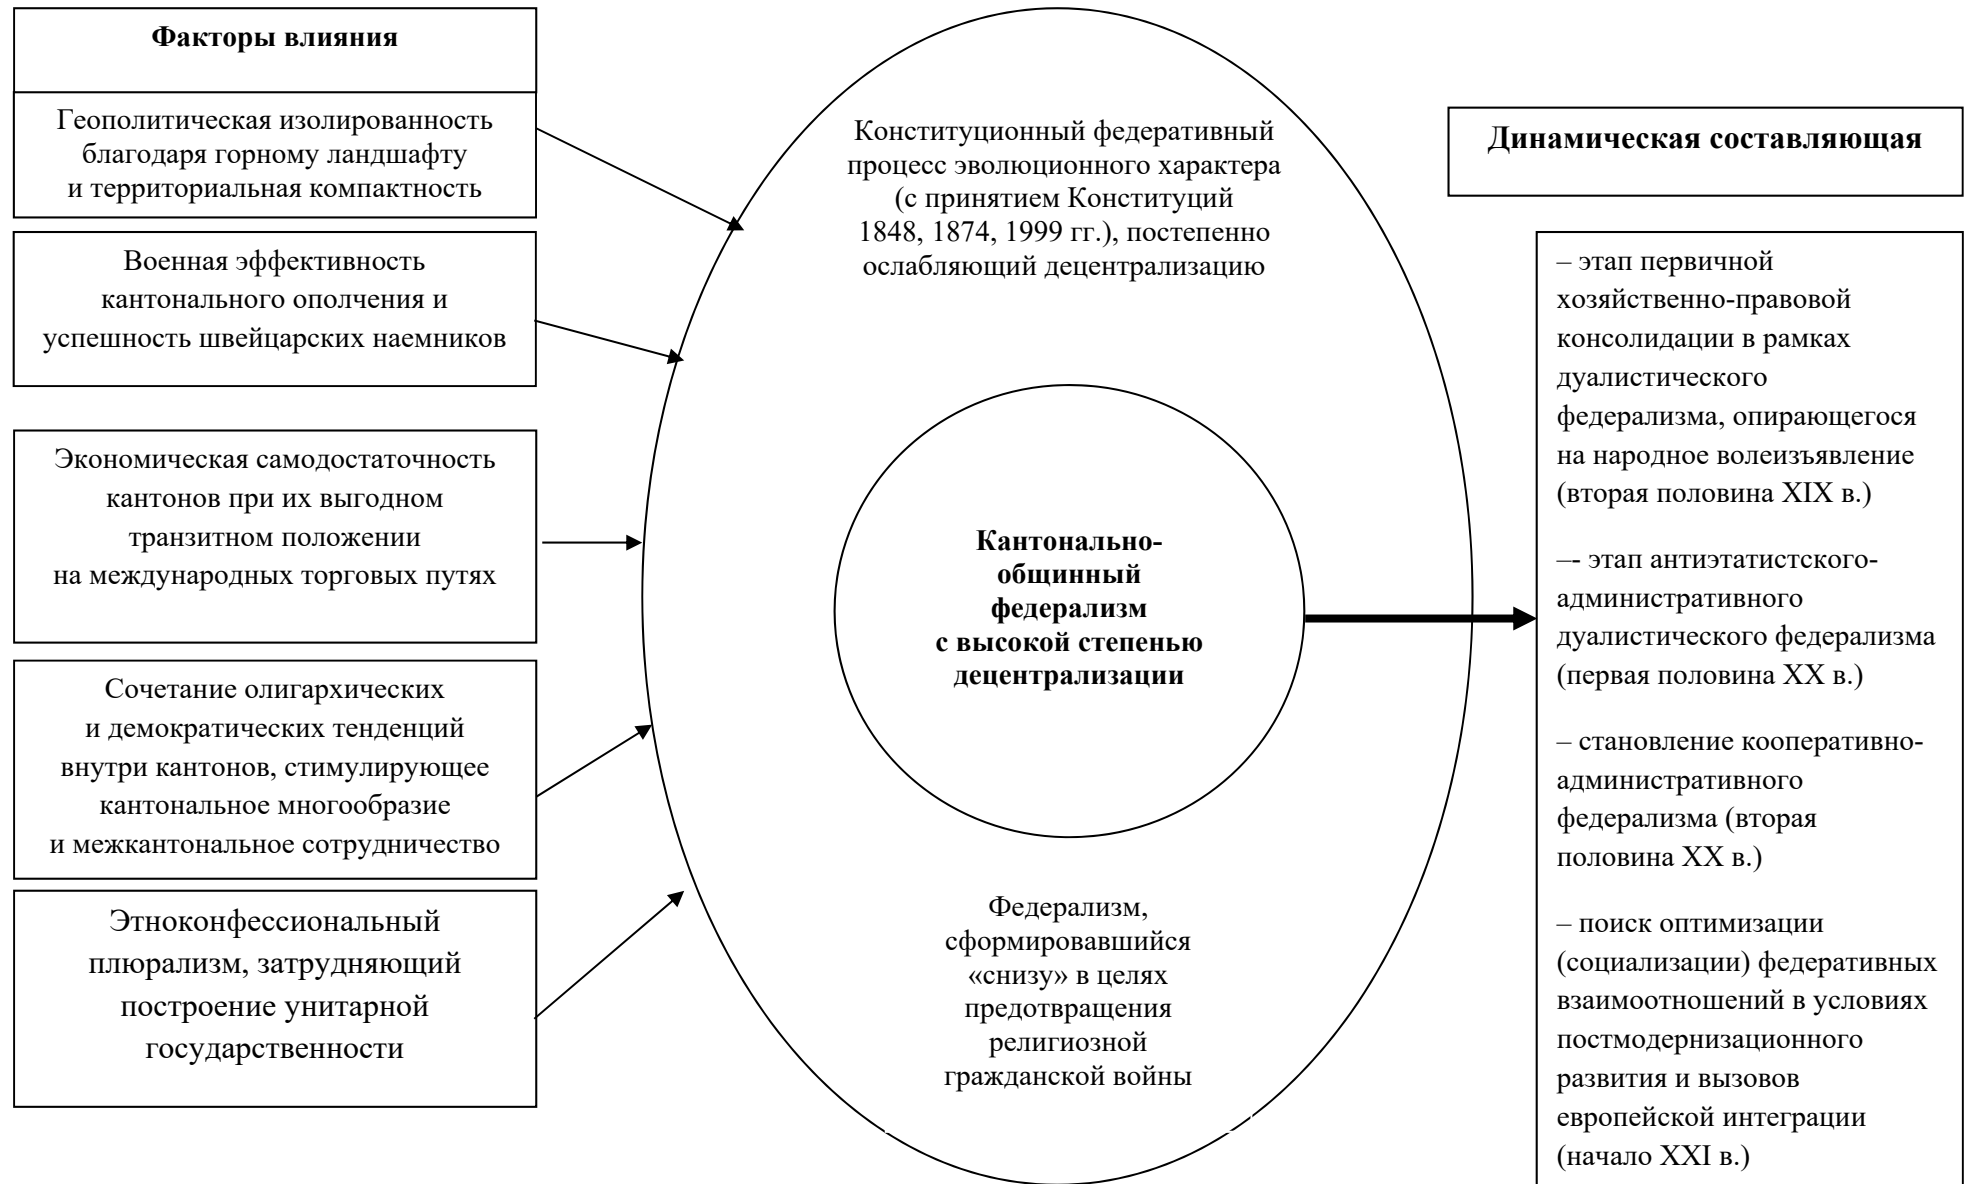 Факторы влияния
Геополитическая изолированность
благодаря горному ландшафту
и территориальная компактность
Военная эффективность
кантонального ополчения и
успешность швейцарских наемников
Экономическая самодостаточность
кантонов при их выгодном
транзитном положении
на международных торговых путях
Сочетание олигархических
и демократических тенденций
внутри кантонов, стимулирующее
кантональное многообразие
и межкантональное сотрудничество
Этноконфессиональный
плюрализм, затрудняющий
построение унитарной
государственности
Конституционный федеративный
процесс эволюционного характера
(с принятием Конституций
1848, 1874, 1999 гг.), постепенно
ослабляющий децентрализацию
Кантонально-
общинный
федерализм
с высокой степенью
децентрализации
Федерализм,
сформировавшийся
«снизу» в целях
предотвращения
религиозной
гражданской войны
Динамическая составляющая
– этап первичной
хозяйственно-правовой
консолидации в рамках
дуалистического
федерализма, опирающегося
на народное волеизъявление
(вторая половина XIX в.)
–- этап антиэтатистского-
административного
дуалистического федерализма
(первая половина XX в.)
– становление кооперативно-
административного
федерализма (вторая
половина XX в.)
– поиск оптимизации
(социализации) федеративных
взаимоотношений в условиях
постмодернизационного
развития и вызовов
европейской интеграции
(начало XXI в.)